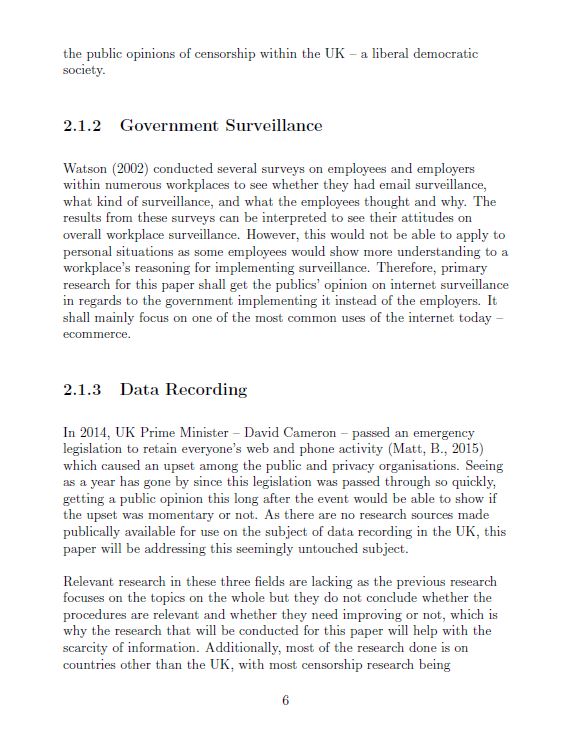 the public opinions of censorship within the UK – a liberal democratic
society.
2.1.2 Government Surveillance
Watson (2002) conducted several surveys on employees and employers
within numerous workplaces to see whether they had email surveillance,
what kind of surveillance, and what the employees thought and why. The
results from these surveys can be interpreted to see their attitudes on
overall workplace surveillance. However, this would not be able to apply to
personal situations as some employees would show more understanding to a
workplace's reasoning for implementing surveillance. Therefore, primary
research for this paper shall get the publics' opinion on internet surveillance
in regards to the government implementing it instead of the employers. It
shall mainly focus on one of the most common uses of the internet today –
ecommerce.
2.1.3 Data Recording
In 2014, UK Prime Minister – David Cameron – passed an emergency
legislation to retain everyone's web and phone activity (Matt, B., 2015)
which caused an upset among the public and privacy organisations. Seeing
as a year has gone by since this legislation was passed through so quickly,
getting a public opinion this long after the event would be able to show if
the upset was momentary or not. As there are no research sources made
publically available for use on the subject of data recording in the UK, this
paper will be addressing this seemingly untouched subject.
Relevant research in these three fields are lacking as the previous research
focuses on the topics on the whole but they do not conclude whether the
procedures are relevant and whether they need improving or not, which is
why the research that will be conducted for this paper will help with the
scarcity of information. Additionally, most of the research done is on
countries other than the UK, with most censorship research being
6